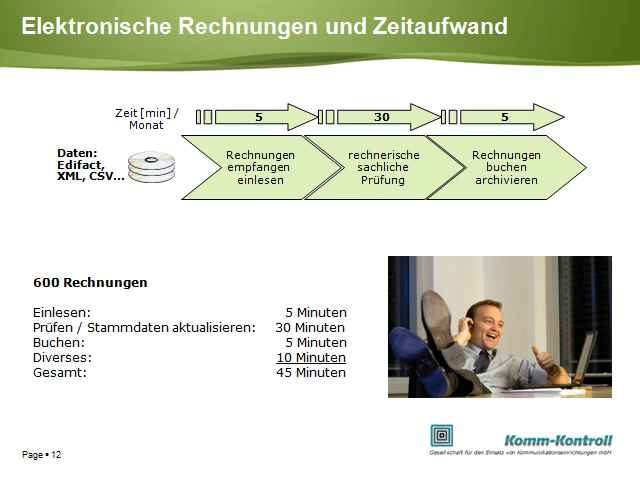 Elektronische Rechnungen und Zeitaufwand
Zeit [min] /
Monat
5
30
5
Daten:
Edifact,
XML, CSV...
Rechnungen
empfangen
einlesen
rechnerische
sachliche
Prüfung
Rechnungen
buchen
archivieren
600 Rechnungen
Einlesen: 5 Minuten
Prüfen / Stammdaten aktualisieren: 30 Minuten
Buchen: 5 Minuten
Diverses: 10 Minuten
Gesamt: 45 Minuten
Komm-Kontroll
Gesellschaft für den Einsatz von Kommunikationseinrichtungen mbH
Page ▪ 12